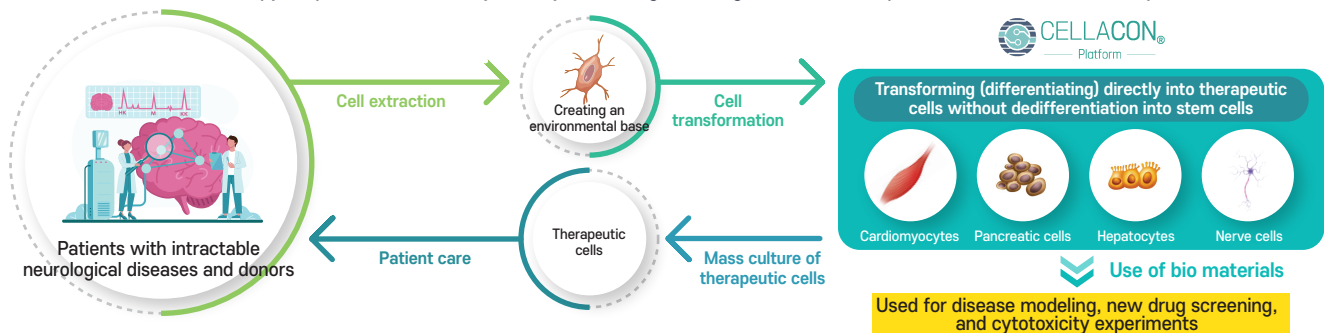 CELLACON®
Platform
Transforming (differentiating) directly into therapeutic
cells without dedifferentiation into stem cells
Cardiomyocytes
Pancreatic cells
Hepatocytes
Nerve cells
Use of bio materials
Used for disease modeling, new drug screening,
and cytotoxicity experiments
HK
M
KK
Patients with intractable
neurological diseases and donors
Cell extraction
Creating an
environmental base
Cell
transformation
Mass culture of
therapeutic cells
Therapeutic
cells
Patient care